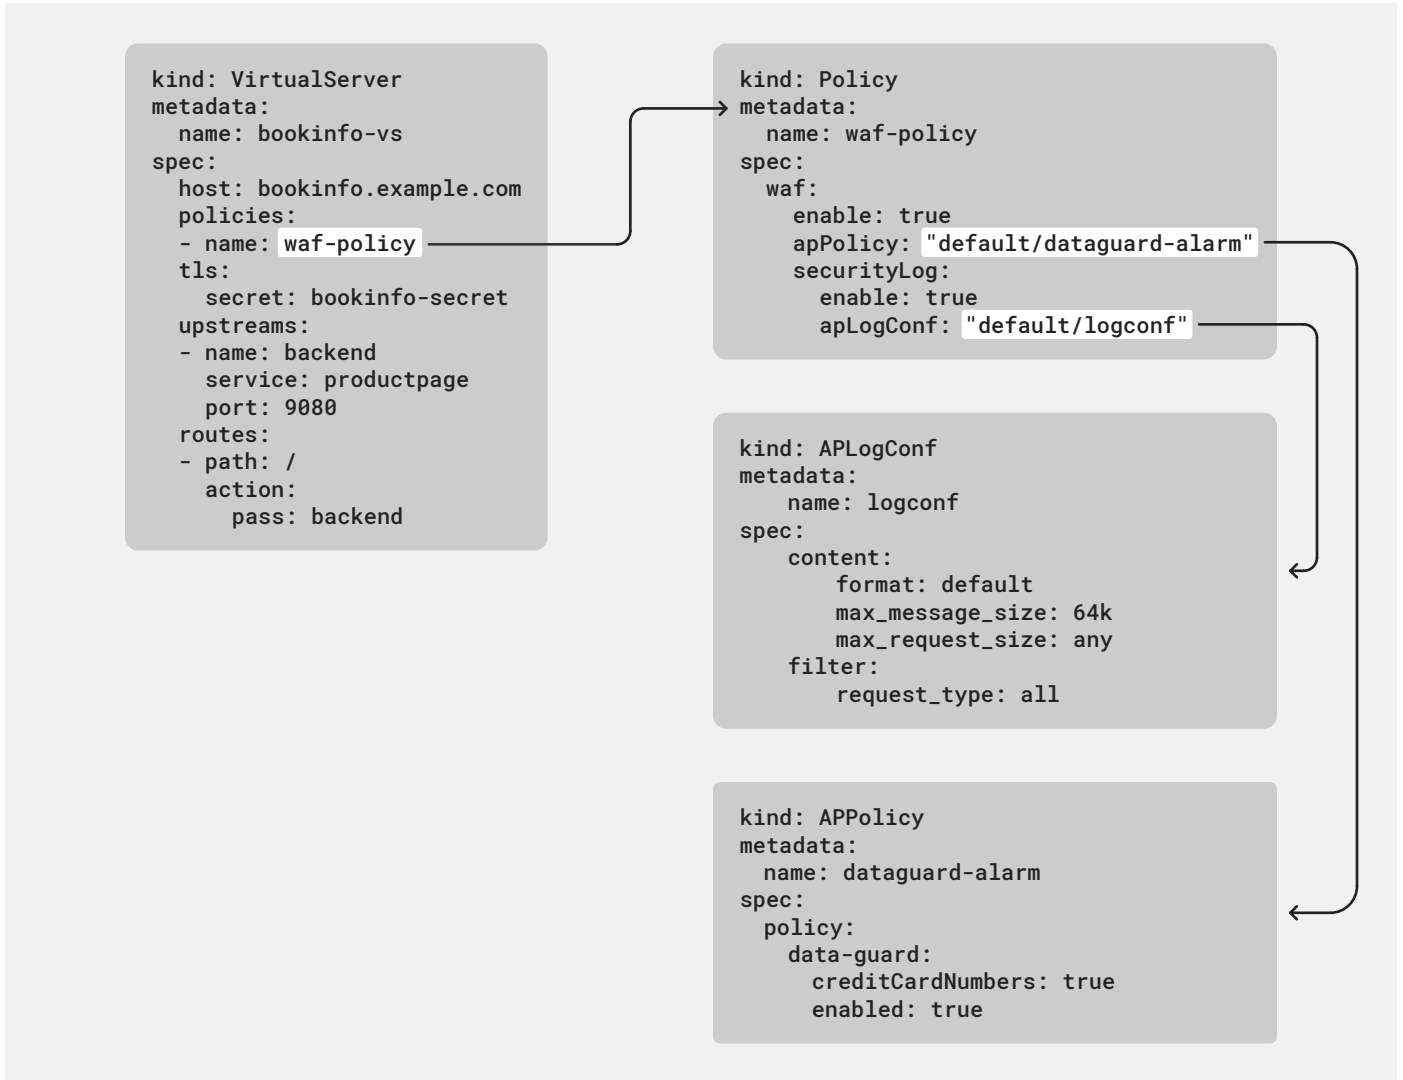 kind: VirtualServer
metadata:
  name: bookinfo-vs
spec:
  host: bookinfo.example.com
  policies:
  - name: waf-policy
  tls:
    secret: bookinfo-secret
  upstreams:
  - name: backend
    service: productpage
    port: 9080
  routes:
  - path: /
    action:
      pass: backend
kind: Policy
metadata:
  name: waf-policy
spec:
  waf:
    enable: true
    apPolicy: "default/dataguard-alarm"
    securityLog:
      enable: true
      apLogConf: "default/logconf"
kind: APLogConf
metadata:
    name: logconf
spec:
    content:
        format: default
        max_message_size: 64k
        max_request_size: any
    filter:
        request_type: all
kind: APPolicy
metadata:
  name: dataguard-alarm
spec:
  policy:
    data-guard:
      creditCardNumbers: true
      enabled: true